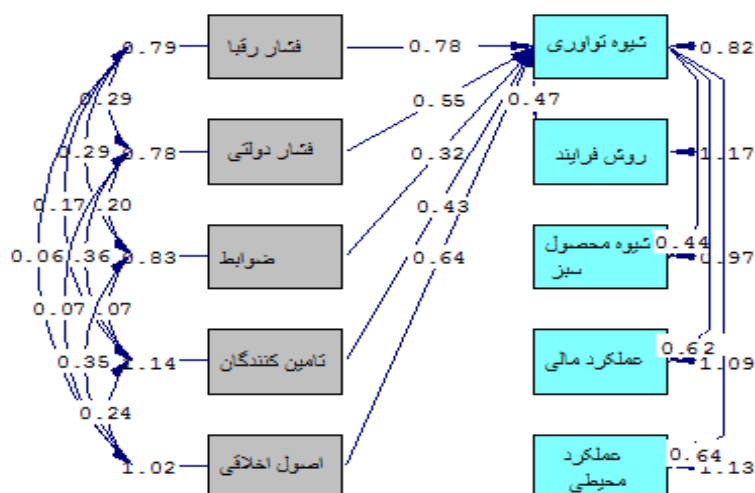 0.79 فشار رقبا 0.78 شیوه نوآوری 0.82
0.29 0.55 0.47
0.29 0.78 فشار دولتی 0.32 روش فرایند 1.17
0.17 .20 0.43
0.06 .36 0.83 ضوابط 0.64 شیوه محصول سبز 0.44 0.97
0.07 .07
0.35 1.14 تامین کنندگان عملکرد مالی 0.62 1.09
0.24
1.02 اصول اخلاقی عملکرد محیطی 0.64 1.13